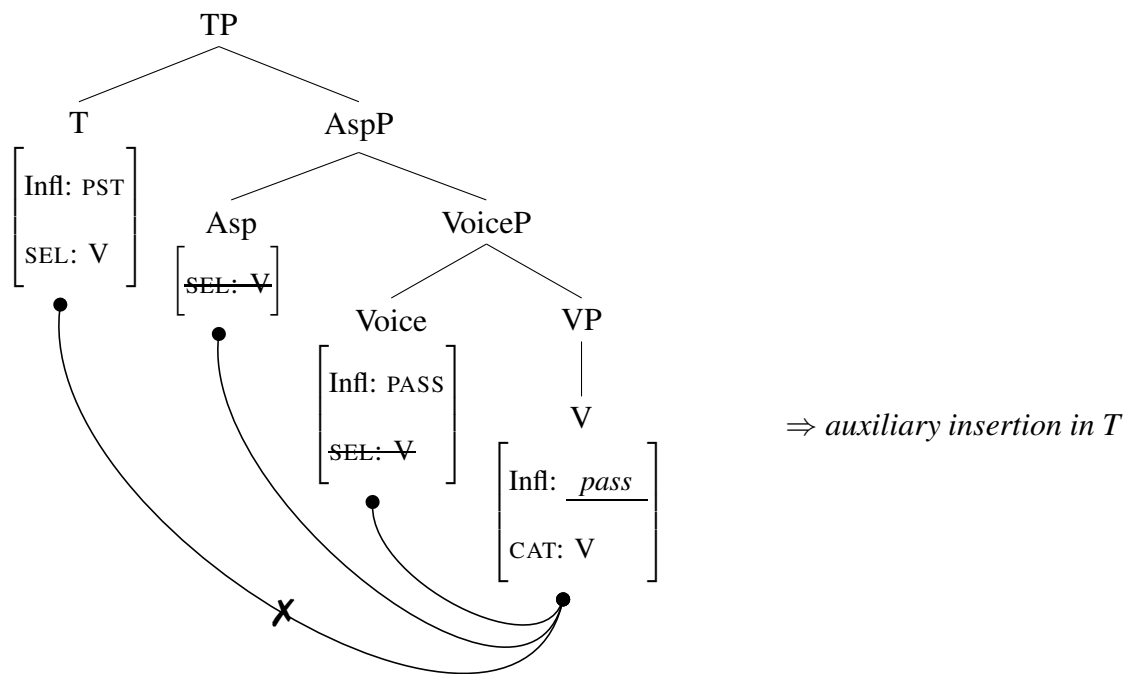 TP
T
AspP
Infl: PST
SEL: V
Asp
VoiceP
SEL: V
Voice
VP
Infl: PASS
SEL: V
V
Infl: pass
CAT: V
✗
⇒ auxiliary insertion in T